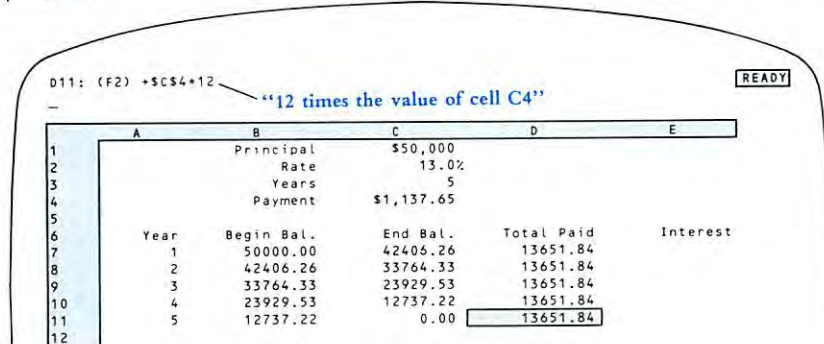 D11: (F2) +$C$4*12 READY
“12 times the value of cell C4”
A B C D E
1 Principal $50,000
2 Rate 13.0%
3 Years 5
4 Payment $1,137.65
5
6 Year Begin Bal. End Bal. Total Paid Interest
7 1 50000.00 42406.26 13651.84
8 2 42406.26 33764.33 13651.84
9 3 33764.33 23929.53 13651.84
10 4 23929.53 12737.22 13651.84
11 5 12737.22 0.00 13651.84
12